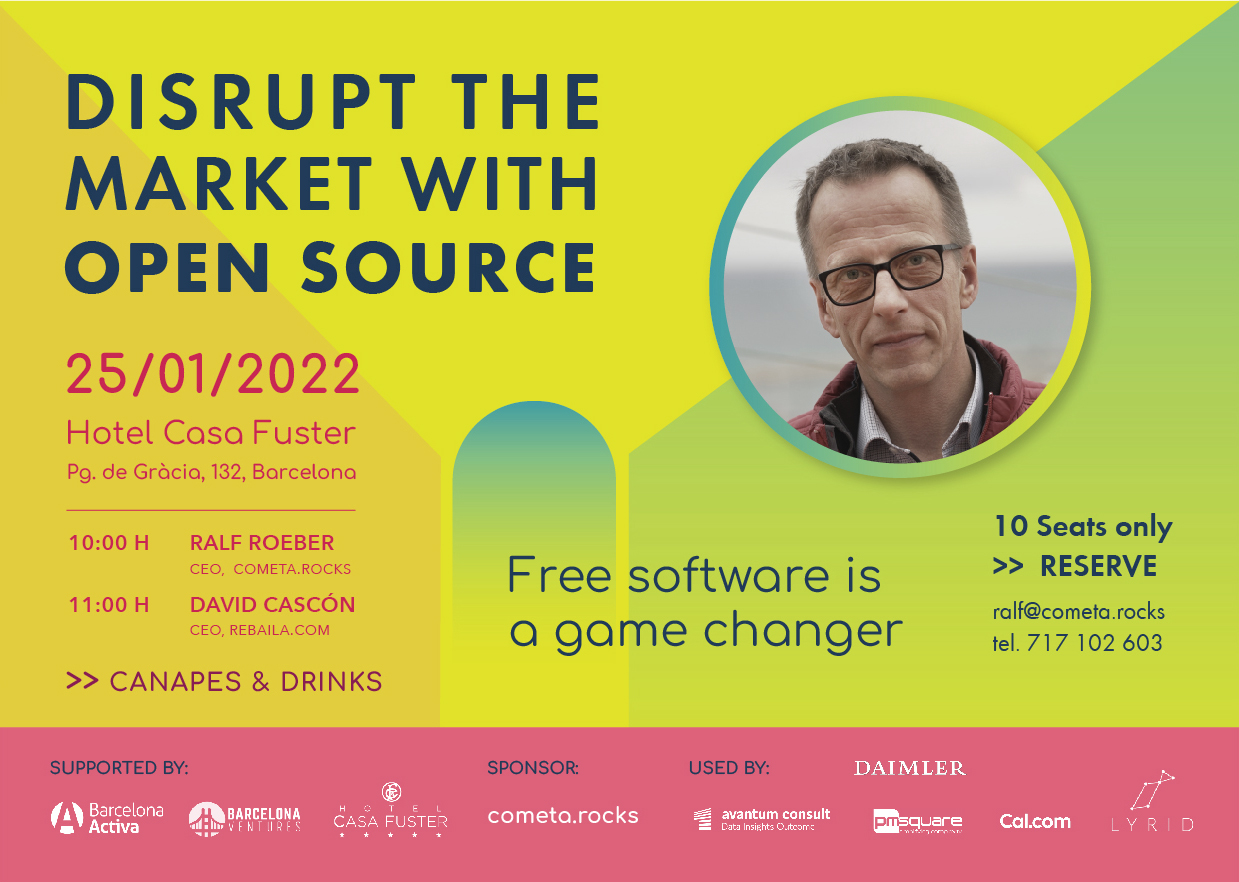 DISRUPT THE
MARKET WITH
OPEN SOURCE
25/01/2022
Hotel Casa Fuster
Pg. de Gràcia, 132, Barcelona
10:00 H RALF ROEBER
CEO, COMETA.ROCKS
11:00 H DAVID CASCÓN
CEO, REBAILA.COM
>> CANAPES & DRINKS
Free software is
a game changer
10 Seats only
>> RESERVE
ralf@cometa.rocks
tel. 717 102 603
SUPPORTED BY:
Barcelona
Activa
BARCELONA
VENTURES
HOTEL
CASA FUSTER
SPONSOR:
cometa.rocks
USED BY:
DAIMLER
avantum consult
Data Insights Outcome
pmsquare
Cal.com
LYRID